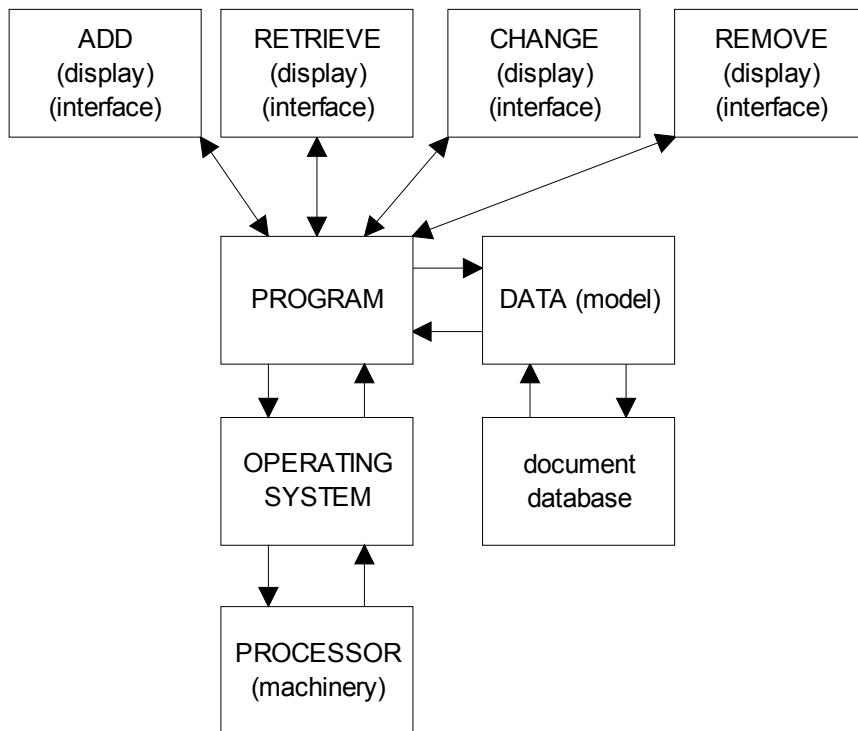 ADD
(display)
(interface)
RETRIEVE
(display)
(interface)
CHANGE
(display)
(interface)
REMOVE
(display)
(interface)
PROGRAM
DATA (model)
OPERATING
SYSTEM
document
database
PROCESSOR
(machinery)